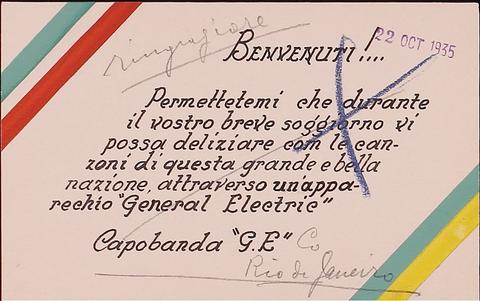 ringraziare
BENVENUTI!....
22 OCT 1935
Permettetemi che durante
il vostro breve soggiorno vi
possa deliziare com le can-
zoni di questa grande e bella
nazione, attraverso un'appa-
recchio "General Electric"
Capobanda "G.E" Co
Rio de Janeiro